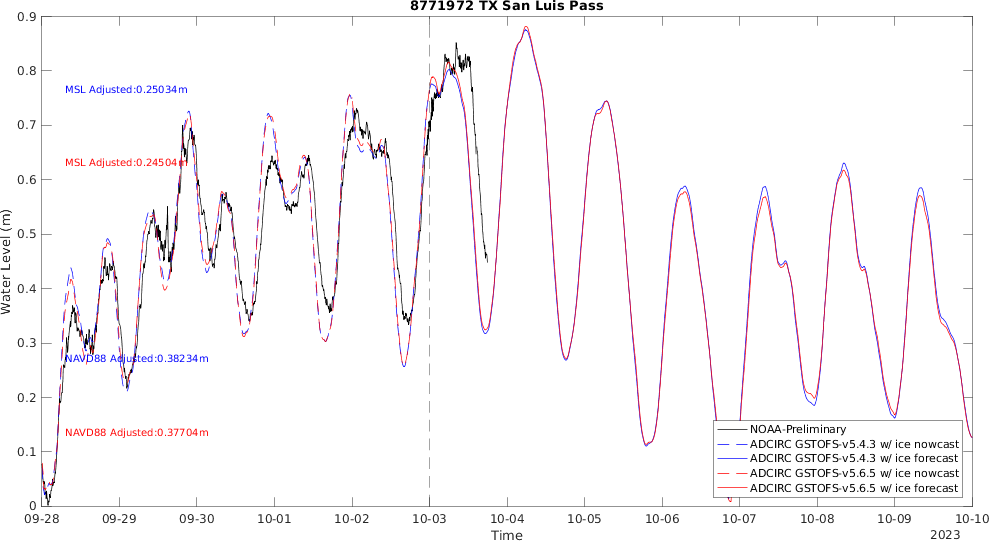 8771972 TX San Luis Pass
0.9
0.8
0.7
0.6
0.5
0.4
0.3
0.2
0.1
0
Water Level (m)
MSL Adjusted:0.25034m
MSL Adjusted:0.24504m
NAVD88 Adjusted:0.38234m
NAVD88 Adjusted:0.37704m
NOAA-Preliminary
ADCIRC GSTOFS-v5.4.3 w/ ice nowcast
ADCIRC GSTOFS-v5.4.3 w/ ice forecast
ADCIRC GSTOFS-v5.6.5 w/ ice nowcast
ADCIRC GSTOFS-v5.6.5 w/ ice forecast
09-28 09-29 09-30 10-01 10-02 10-03 10-04 10-05 10-06 10-07 10-08 10-09 10-10
Time
2023